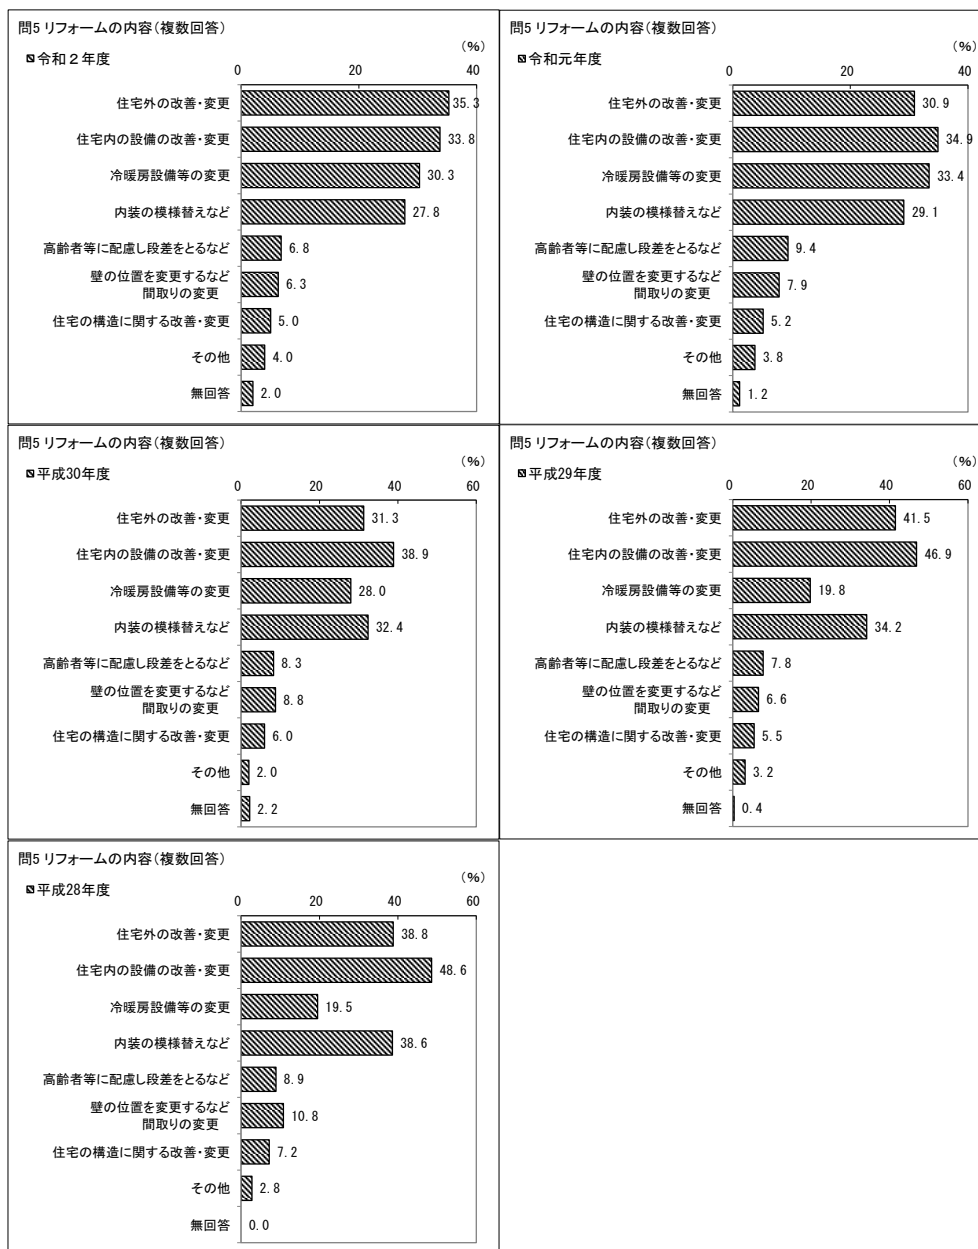 問5 リフォームの内容(複数回答)
(%)
令和２年度
0 20 40
住宅外の改善・変更 35.3
住宅内の設備の改善・変更 33.8
冷暖房設備等の変更 30.3
内装の模様替えなど 27.8
高齢者等に配慮し段差をとるなど 6.8
壁の位置を変更するなど
間取りの変更 6.3
住宅の構造に関する改善・変更 5.0
その他 4.0
無回答 2.0
問5 リフォームの内容(複数回答)
(%)
令和元年度
0 20 40
住宅外の改善・変更 30.9
住宅内の設備の改善・変更 34.9
冷暖房設備等の変更 33.4
内装の模様替えなど 29.1
高齢者等に配慮し段差をとるなど 9.4
壁の位置を変更するなど
間取りの変更 7.9
住宅の構造に関する改善・変更 5.2
その他 3.8
無回答 1.2
問5 リフォームの内容(複数回答)
(%)
平成30年度
0 20 40 60
住宅外の改善・変更 31.3
住宅内の設備の改善・変更 38.9
冷暖房設備等の変更 28.0
内装の模様替えなど 32.4
高齢者等に配慮し段差をとるなど 8.3
壁の位置を変更するなど
間取りの変更 8.8
住宅の構造に関する改善・変更 6.0
その他 2.0
無回答 2.2
問5 リフォームの内容(複数回答)
(%)
平成29年度
0 20 40 60
住宅外の改善・変更 41.5
住宅内の設備の改善・変更 46.9
冷暖房設備等の変更 19.8
内装の模様替えなど 34.2
高齢者等に配慮し段差をとるなど 7.8
壁の位置を変更するなど
間取りの変更 6.6
住宅の構造に関する改善・変更 5.5
その他 3.2
無回答 0.4
問5 リフォームの内容(複数回答)
(%)
平成28年度
0 20 40 60
住宅外の改善・変更 38.8
住宅内の設備の改善・変更 48.6
冷暖房設備等の変更 19.5
内装の模様替えなど 38.6
高齢者等に配慮し段差をとるなど 8.9
壁の位置を変更するなど
間取りの変更 10.8
住宅の構造に関する改善・変更 7.2
その他 2.8
無回答 0.0